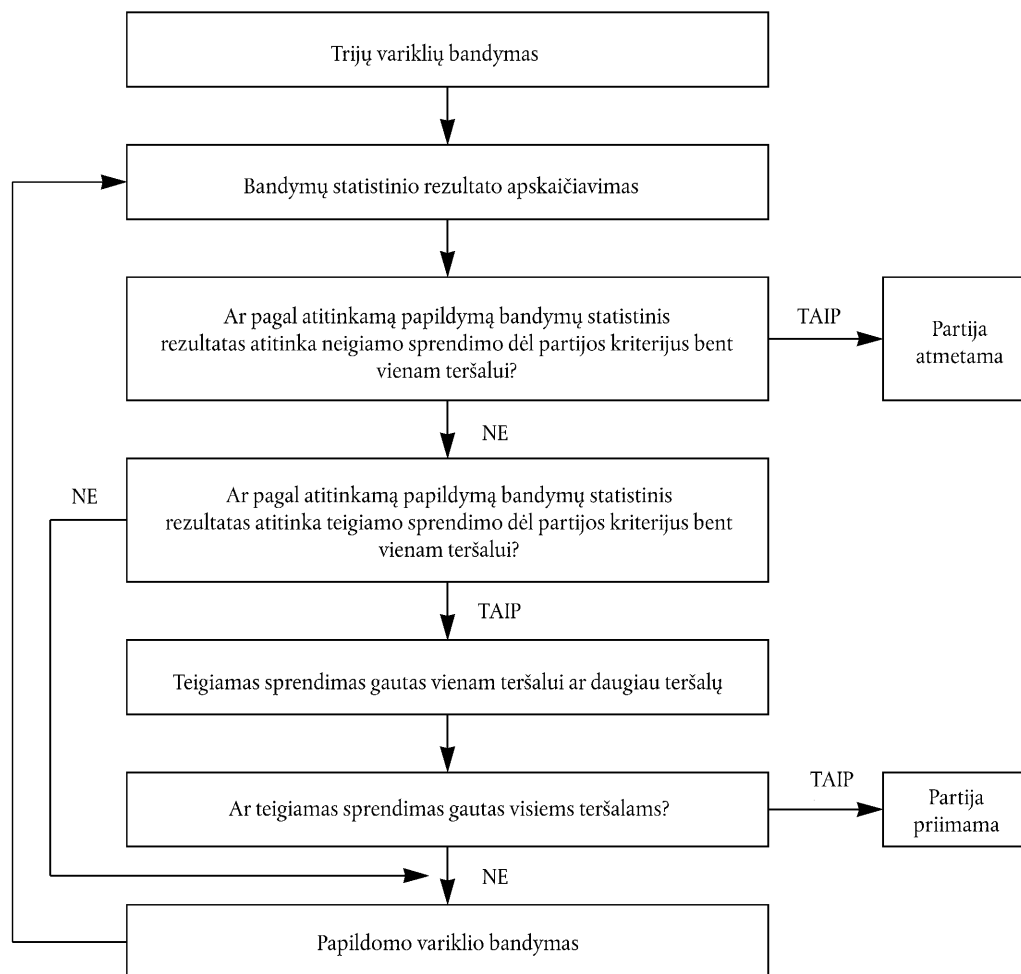 Trijų variklių bandymas
Bandymų statistinio rezultato apskaičiavimas
Ar pagal atitinkamą papildymą bandymų statistinis
rezultatas atitinka neigiamo sprendimo dėl partijos kriterijus bent
vienam teršalui?
TAIP
Partija
atmetama
NE
NE
Ar pagal atitinkamą papildymą bandymų statistinis
rezultatas atitinka teigiamo sprendimo dėl partijos kriterijus bent
vienam teršalui?
TAIP
Teigiamas sprendimas gautas vienam teršalui ar daugiau teršalų
Ar teigiamas sprendimas gautas visiems teršalams?
TAIP
Partija
priimama
NE
Papildomo variklio bandymas